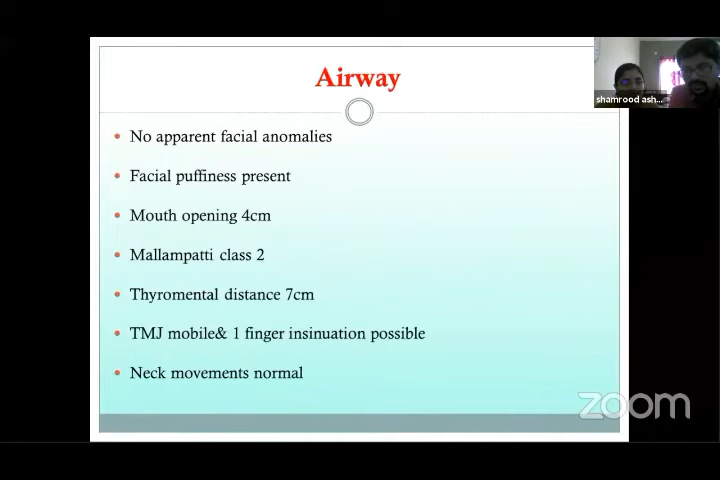 Airway
shamrood ash...
No apparent facial anomalies
Facial puffiness present
Mouth opening 4cm
Mallampatti class 2
Thyromental distance 7cm
TMJ mobile& 1 finger insinuation possible
Neck movements normal
zoom